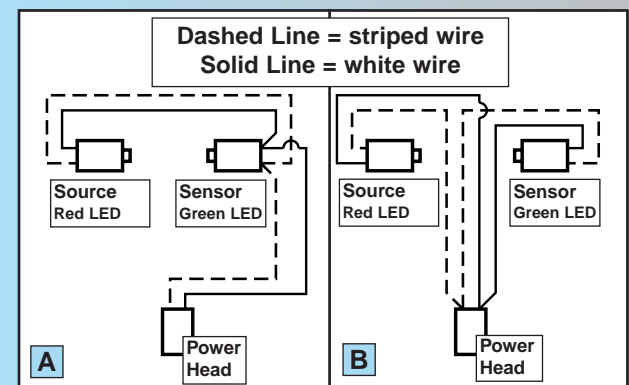 Dashed Line = striped wire
Solid Line = white wire
Source
Red LED
Sensor
Green LED
Power
Head
A
Source
Red LED
Sensor
Green LED
Power
Head
B